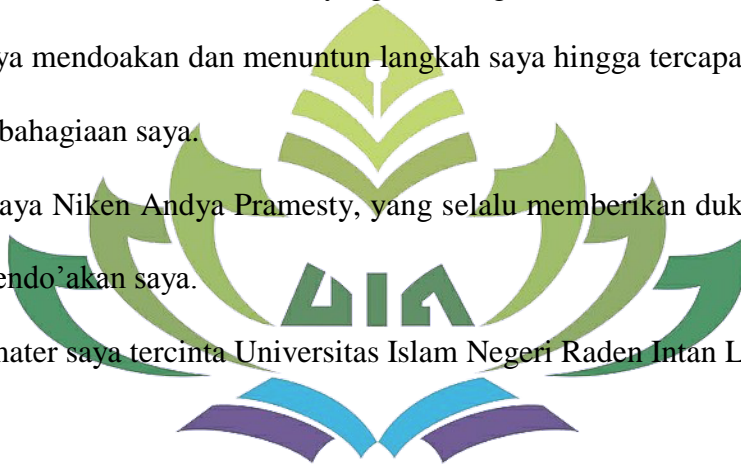 ya mendoakan dan menuntun langkah saya hingga tercapa
bahagiaan saya.
aya Niken Andya Pramesty, yang selalu memberikan duk
endo’akan saya.
UIN
mater saya tercinta Universitas Islam Negeri Raden Intan L